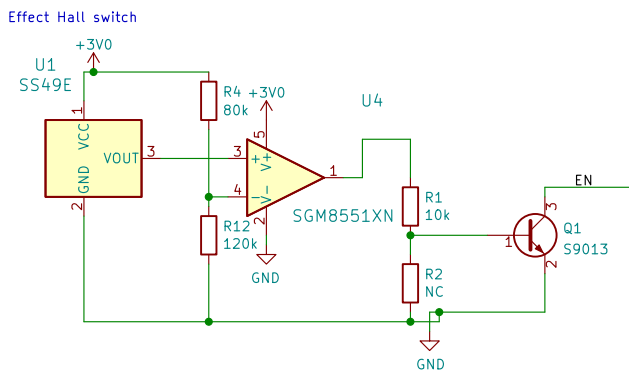 Effect Hall switch
+3V0
U1
SS49E
1
VCC
VOUT
3
GND
2
R4
80k
+3V0
U4
5
3
+
V+
1
4
-
V-
2
SGM8551XN
R12
120k
GND
R1
10k
EN
3
Q1
1
S9013
2
R2
NC
GND